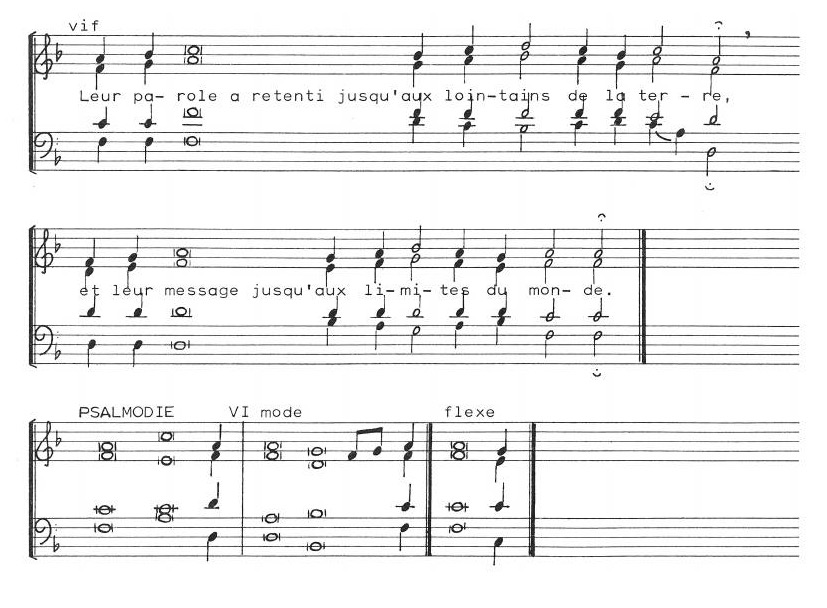 vif
Leur pa- role a retenti jusqu'aux loin-tains de la ter - re,
et leur message jusqu'aux li-mi-tes du mon- de.
PSALMODIE VI mode flexe